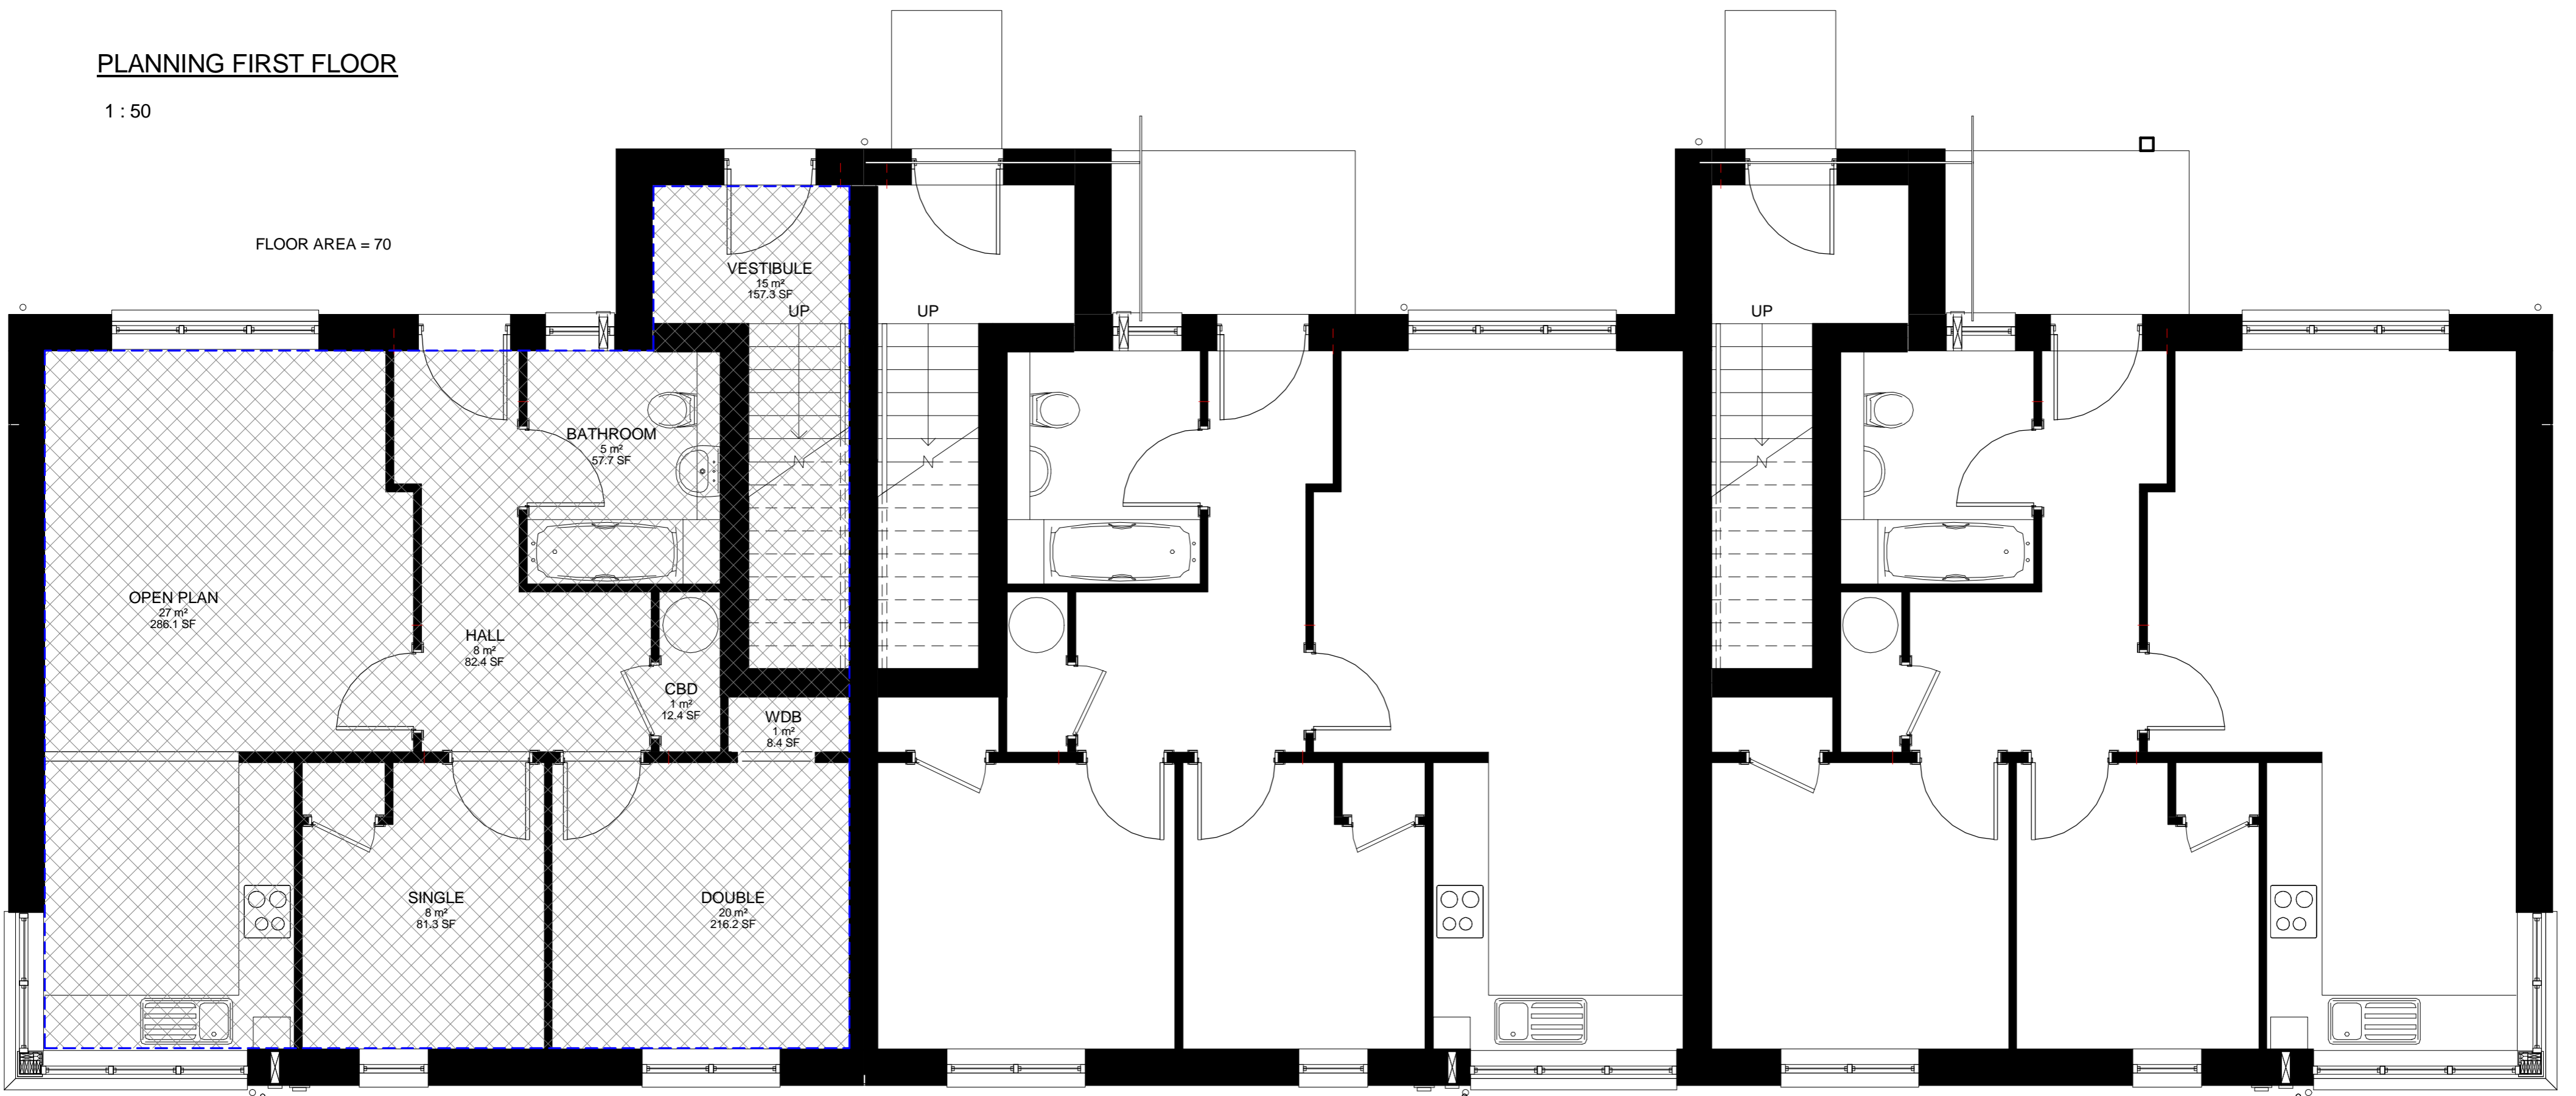 PLANNING FIRST FLOOR
1 : 50
FLOOR AREA = 70
VESTIBULE
15 m²
157.3 SF
UP
UP
UP
BATHROOM
5 m²
57.7 SF
OPEN PLAN
27 m²
286.1 SF
HALL
8 m²
82.4 SF
CBD
1 m²
12.4 SF
WDB
1 m²
8.4 SF
SINGLE
8 m²
81.3 SF
DOUBLE
20 m²
216.2 SF